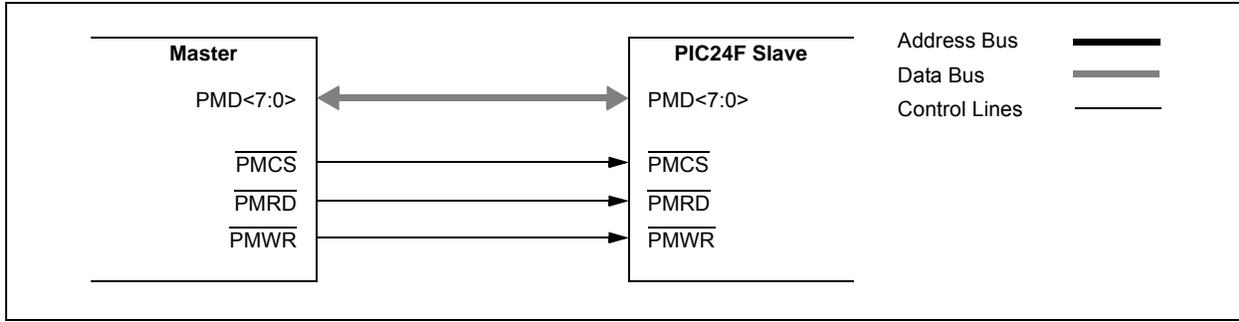 Master
PMD<7:0>
PMCS
PMRD
PMWR
PIC24F Slave
PMD<7:0>
PMCS
PMRD
PMWR
Address Bus
Data Bus
Control Lines